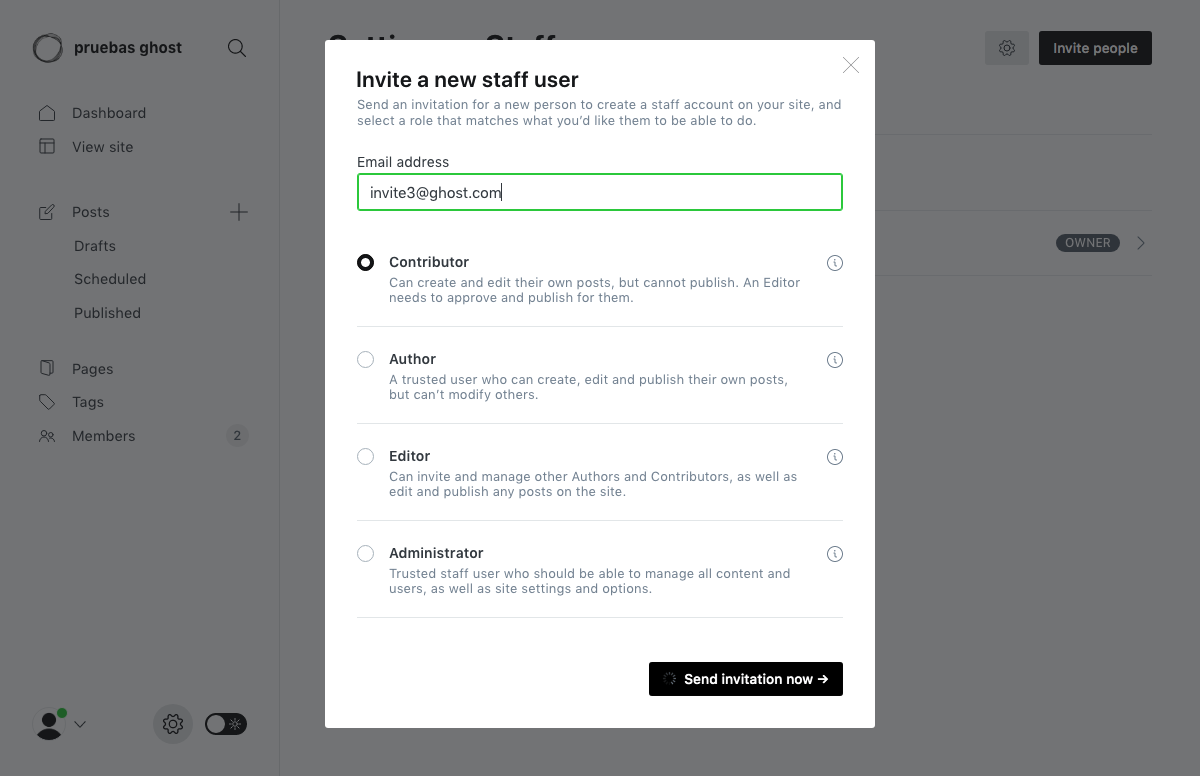 pruebas ghost
Dashboard
View site
Posts
Drafts
Scheduled
Published
Pages
Tags
Members
2
Invite people
OWNER
Invite a new staff user
Send an invitation for a new person to create a staff account on your site, and
select a role that matches what you’d like them to be able to do.
Email address
invite3@ghost.com
Contributor
Can create and edit their own posts, but cannot publish. An Editor
needs to approve and publish for them.
Author
A trusted user who can create, edit and publish their own posts,
but can’t modify others.
Editor
Can invite and manage other Authors and Contributors, as well as
edit and publish any posts on the site.
Administrator
Trusted staff user who should be able to manage all content and
users, as well as site settings and options.
Send invitation now →